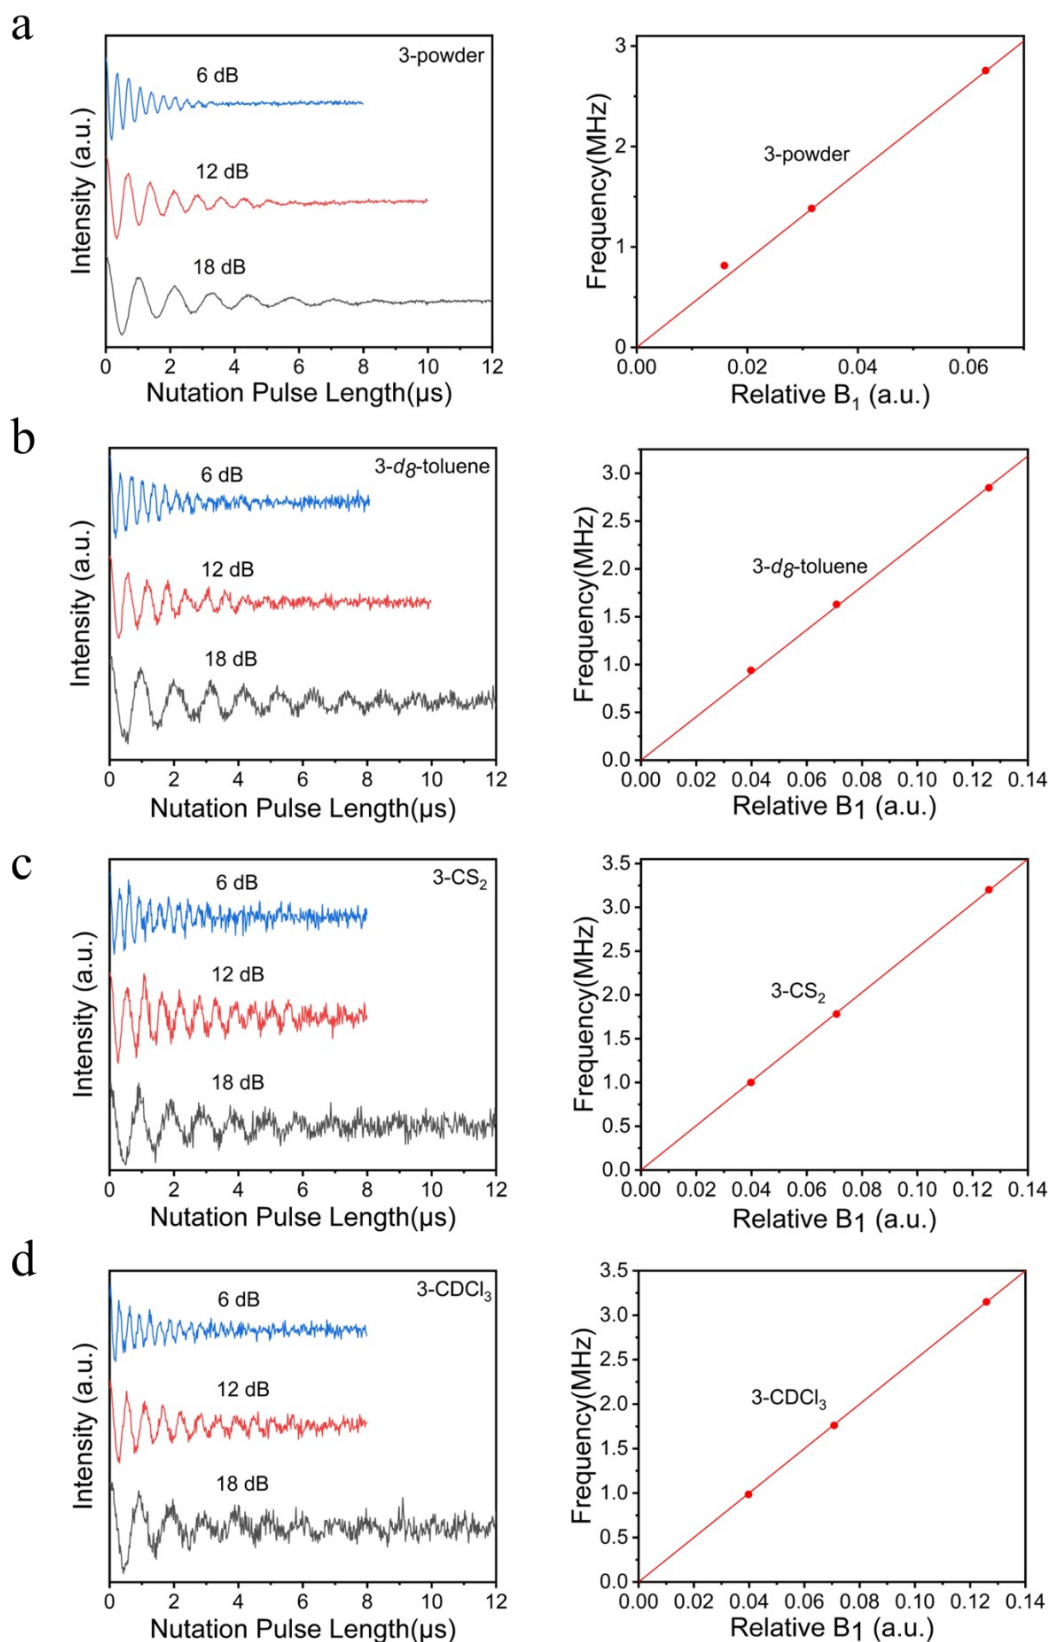 a
3-powder
6 dB
12 dB
18 dB
Intensity (a.u.)
0 2 4 6 8 10 12
Nutation Pulse Length(μs)
3
2
1
0
Frequency(MHz)
3-powder
0.00 0.02 0.04 0.06
Relative B₁ (a.u.)
b
3-d8-toluene
6 dB
12 dB
18 dB
Intensity (a.u.)
0 2 4 6 8 10 12
Nutation Pulse Length(μs)
3.0
2.5
2.0
1.5
1.0
0.5
0.0
Frequency(MHz)
3-d8-toluene
0.00 0.02 0.04 0.06 0.08 0.10 0.12 0.14
Relative B1 (a.u.)
c
3-CS₂
6 dB
12 dB
18 dB
Intensity (a.u.)
0 2 4 6 8 10 12
Nutation Pulse Length(μs)
3.5
3.0
2.5
2.0
1.5
1.0
0.5
0.0
Frequency(MHz)
3-CS₂
0.00 0.02 0.04 0.06 0.08 0.10 0.12 0.14
Relative B1 (a.u.)
d
3-CDCl₃
6 dB
12 dB
18 dB
Intensity (a.u.)
0 2 4 6 8 10 12
Nutation Pulse Length(μs)
3.5
3.0
2.5
2.0
1.5
1.0
0.5
0.0
Frequency(MHz)
3-CDCl₃
0.00 0.02 0.04 0.06 0.08 0.10 0.12 0.14
Relative B1 (a.u.)